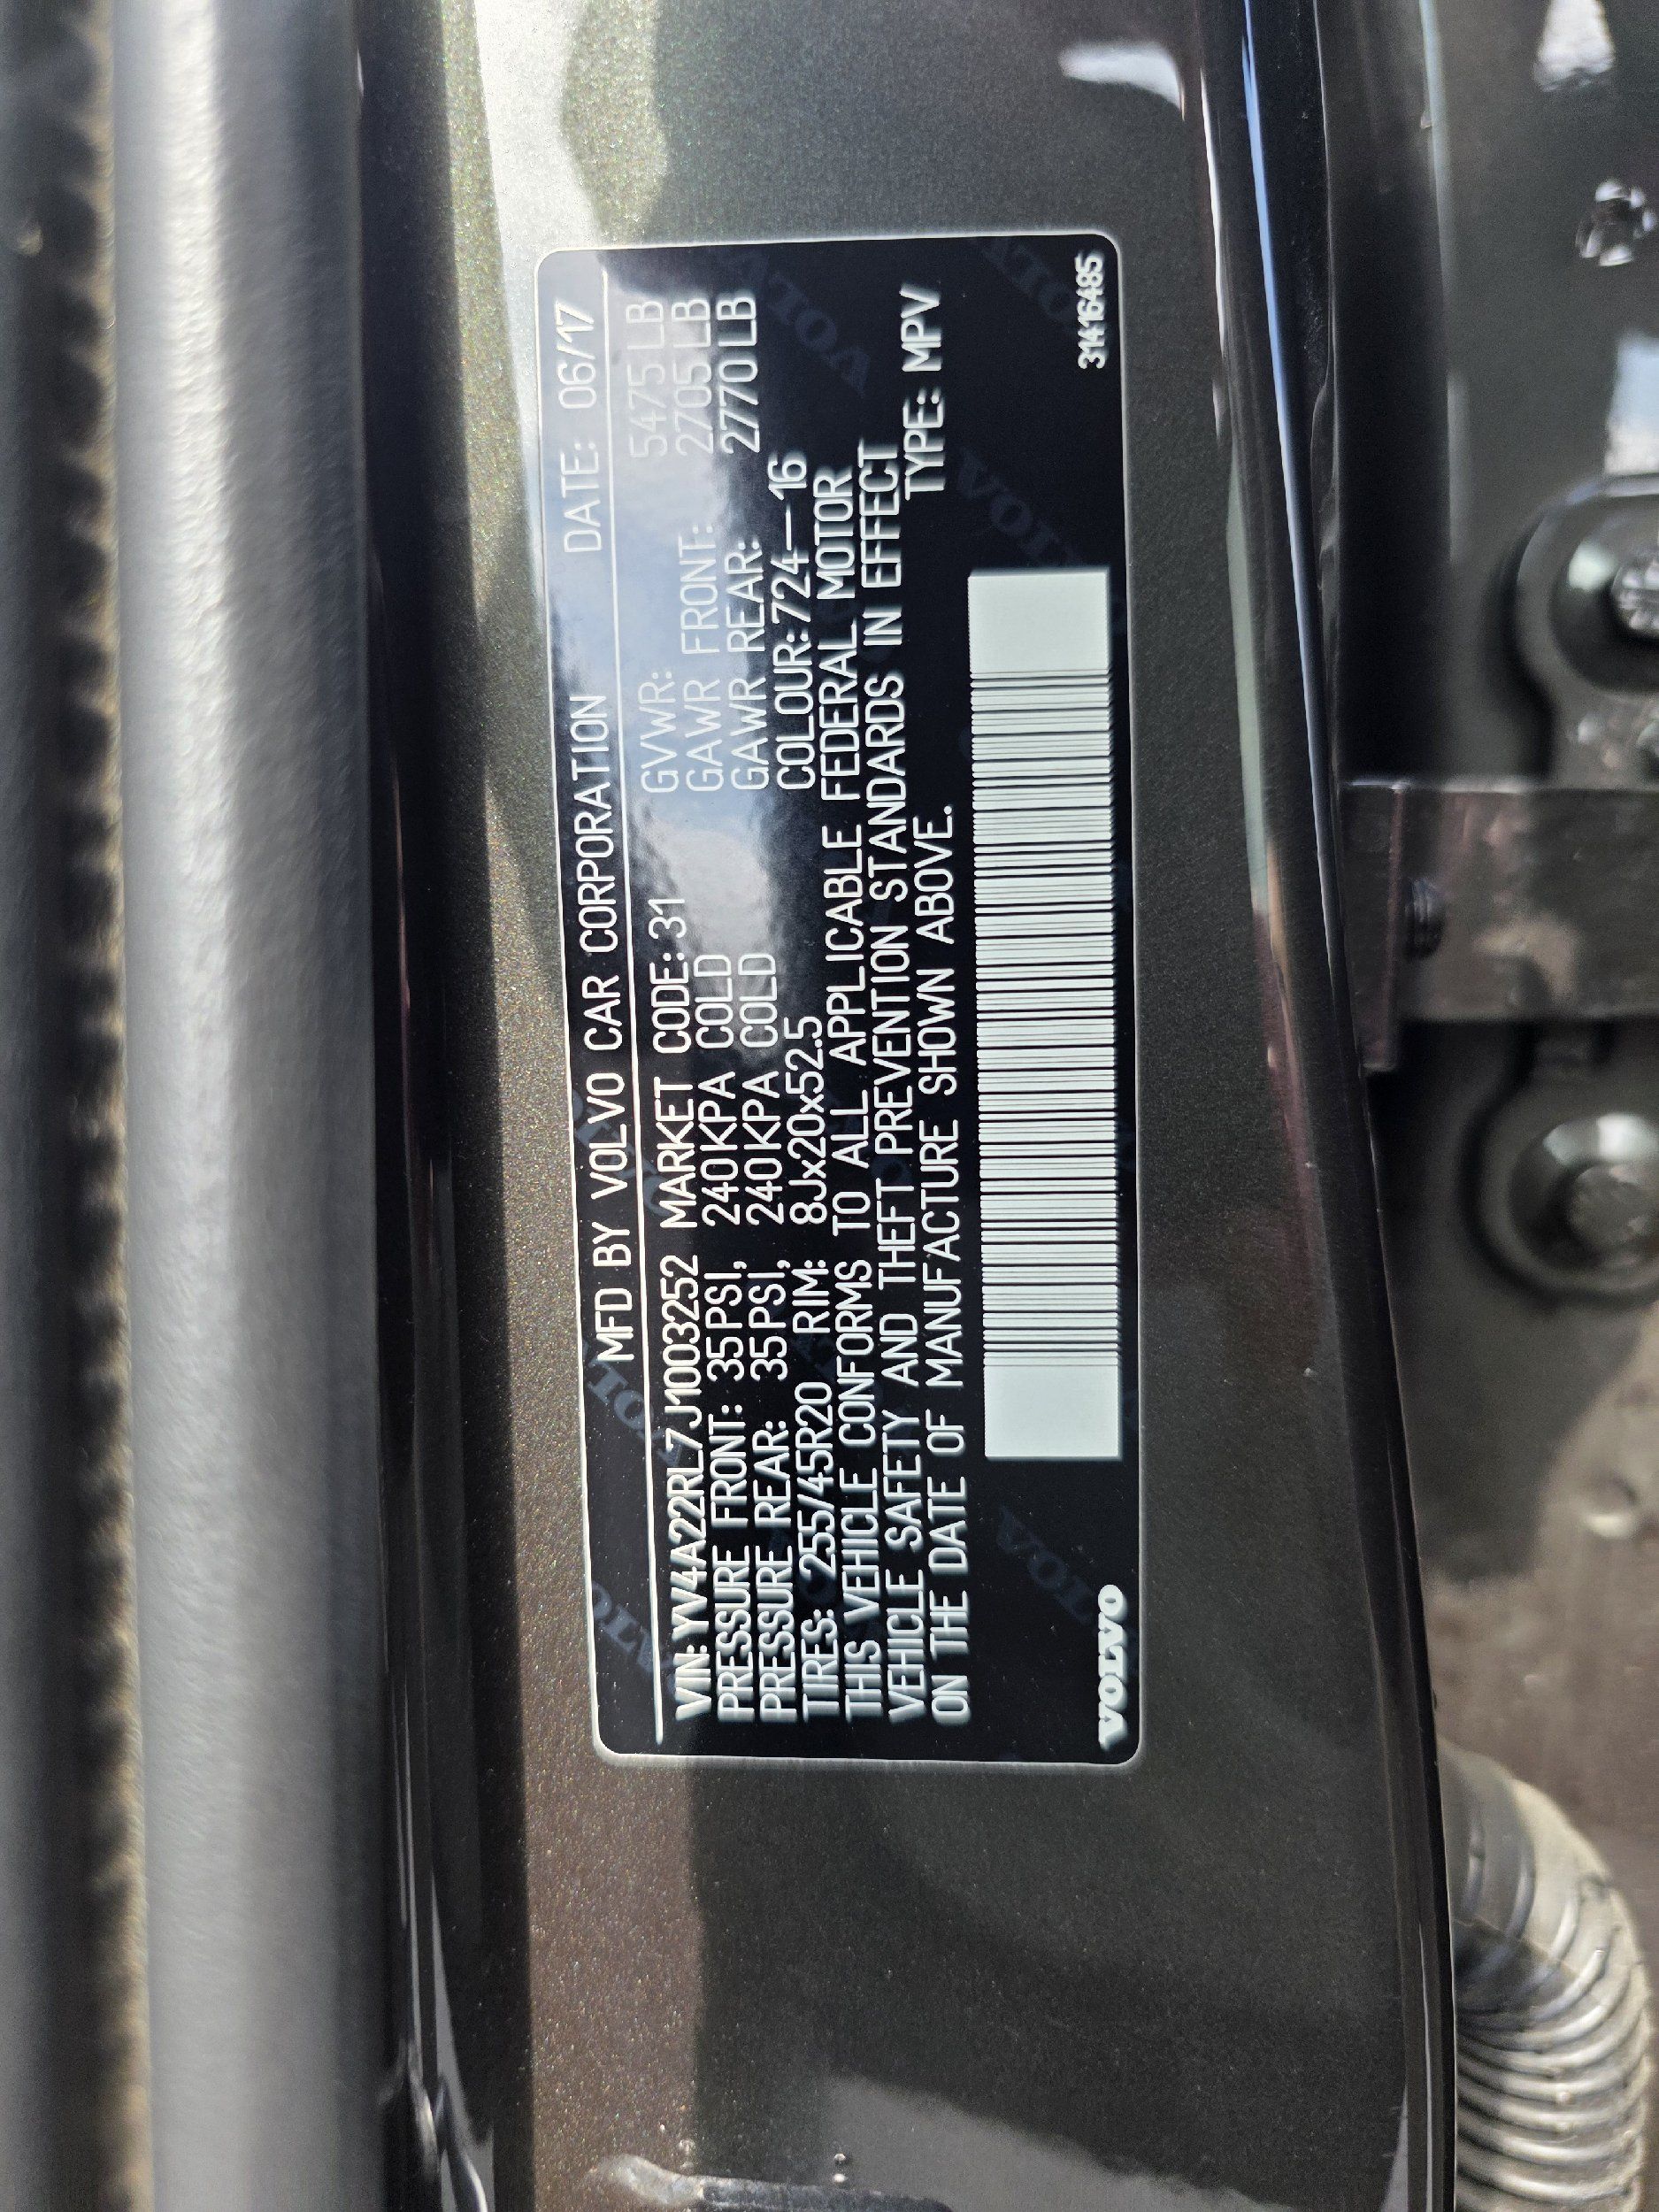 MFD BY VOLVO CAR CORPORATION DATE: 06/17
VIN: YV4A22RL7J1003252 MARKET CODE: 31 GVWR: 5475 LB
PRESSURE FRONT: 35PSI, 240KPA COLD GAWR FRONT: 2705 LB
PRESSURE REAR: 35PSI, 240KPA COLD GAWR REAR: 2770 LB
TIRES: 255/45R20 RIM: 8Jx20x52.5 COLOUR: 724—16
THIS VEHICLE CONFORMS TO ALL APPLICABLE FEDERAL MOTOR
VEHICLE SAFETY AND THEFT PREVENTION STANDARDS IN EFFECT
ON THE DATE OF MANUFACTURE SHOWN ABOVE. TYPE: MPV
VOLVO 31416485